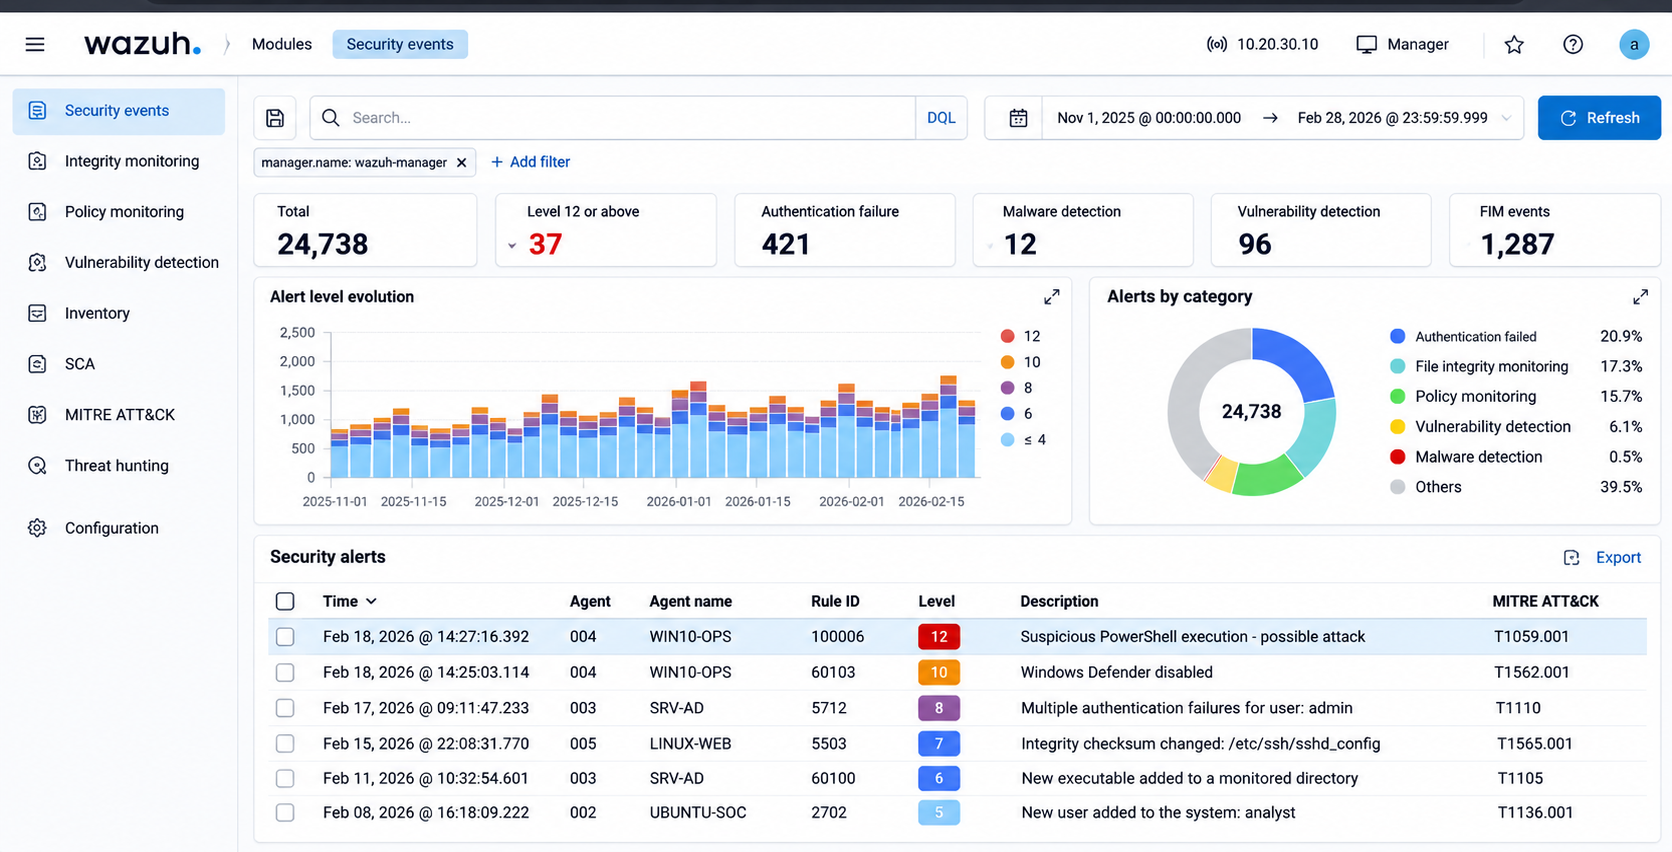 wazuh. Modules Security events 10.20.30.10 Manager a
Security events
Integrity monitoring
Policy monitoring
Vulnerability detection
Inventory
SCA
MITRE ATT&CK
Threat hunting
Configuration
Search... DQL Nov 1, 2025 @ 00:00:00.000 → Feb 28, 2026 @ 23:59:59.999 Refresh
manager.name: wazuh-manager × + Add filter
Total
24,738
Level 12 or above
37
Authentication failure
421
Malware detection
12
Vulnerability detection
96
FIM events
1,287
Alert level evolution
2,500
2,000
1,500
1,000
500
0
2025-11-01 2025-11-15 2025-12-01 2025-12-15 2026-01-01 2026-01-15 2026-02-01 2026-02-15
12
10
8
6
≤ 4
Alerts by category
24,738
Authentication failed 20.9%
File integrity monitoring 17.3%
Policy monitoring 15.7%
Vulnerability detection 6.1%
Malware detection 0.5%
Others 39.5%
Security alerts Export
Time Agent Agent name Rule ID Level Description MITRE ATT&CK
Feb 18, 2026 @ 14:27:16.392 004 WIN10-OPS 100006 12 Suspicious PowerShell execution - possible attack T1059.001
Feb 18, 2026 @ 14:25:03.114 004 WIN10-OPS 60103 10 Windows Defender disabled T1562.001
Feb 17, 2026 @ 09:11:47.233 003 SRV-AD 5712 8 Multiple authentication failures for user: admin T1110
Feb 15, 2026 @ 22:08:31.770 005 LINUX-WEB 5503 7 Integrity checksum changed: /etc/ssh/sshd_config T1565.001
Feb 11, 2026 @ 10:32:54.601 003 SRV-AD 60100 6 New executable added to a monitored directory T1105
Feb 08, 2026 @ 16:18:09.222 002 UBUNTU-SOC 2702 5 New user added to the system: analyst T1136.001